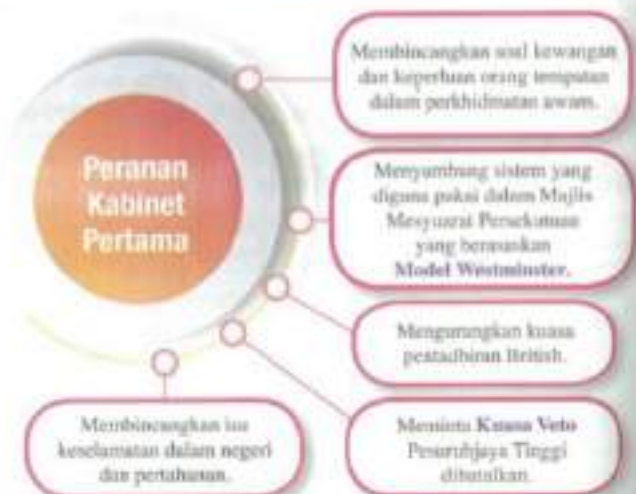 Peranan
Kabinet
Pertama
Membincangkan soal kewangan
dan keperluan orang tempatan
dalam perkhidmatan awam.
Menyambung sistem yang
diguna pakai dalam Majlis
Mesyuarat Persekutuan
yang berasaskan
Model Westminster.
Mengurangkan kuasa
pentadbiran British.
Meminta Kuasa Veto
Pesuruhjaya Tinggi
dibatalkan.
Membincangkan isu
keselamatan dalam negeri
dan pertahanan.